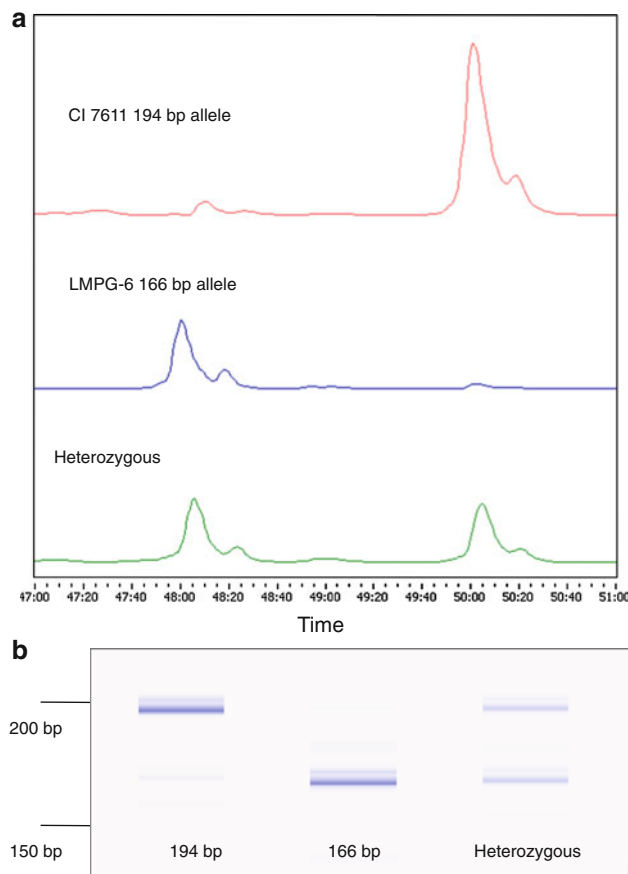 a
CI 7611 194 bp allele
LMPG-6 166 bp allele
Heterozygous
47:00 47:20 47:40 48:00 48:20 48:40 49:00 49:20 49:40 50:00 50:20 50:40 51:00
Time
b
200 bp
150 bp 194 bp 166 bp Heterozygous